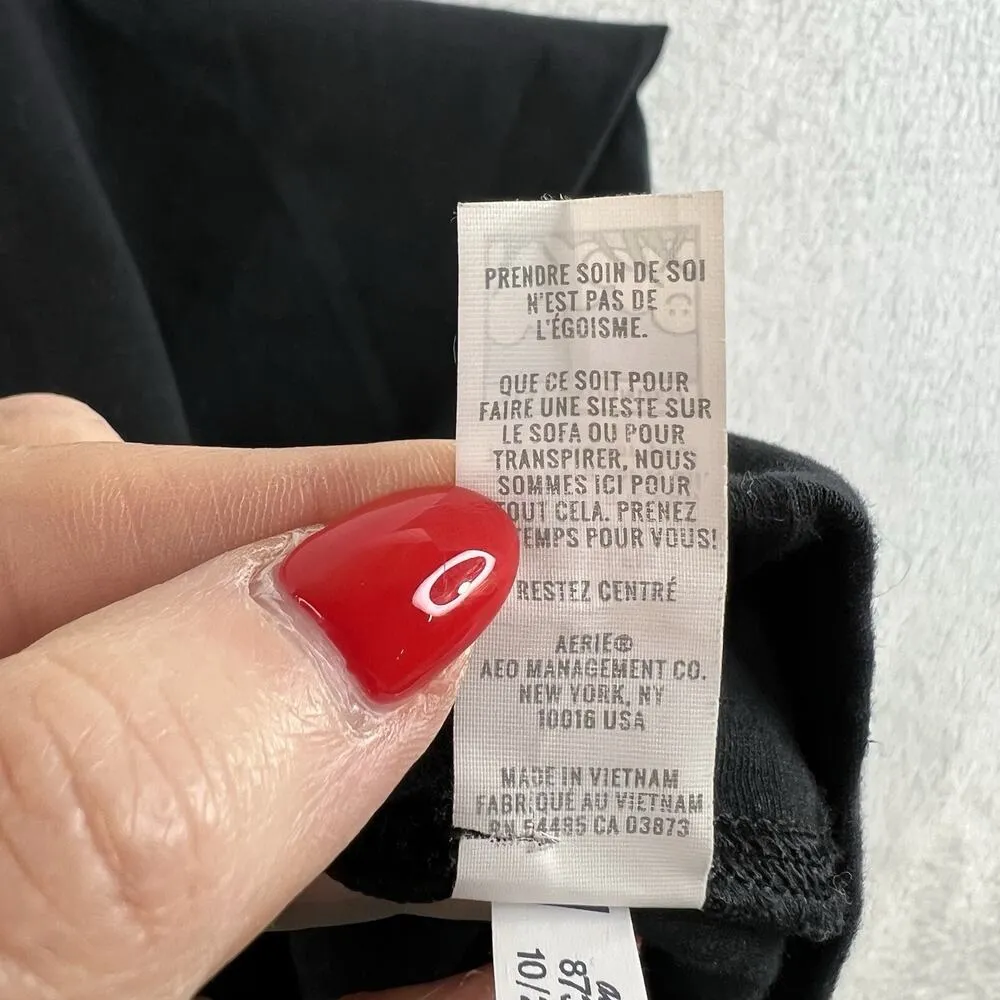 PRENDRE SOIN DE SOI
N'EST PAS DE
L'ÉGOISME.
QUE CE SOIT POUR
FAIRE UNE SIESTE SUR
LE SOFA OU POUR
TRANSPIRER, NOUS
SOMMES ICI POUR
TOUT CELA. PRENEZ
TEMPS POUR VOUS!
RESTEZ CENTRÉ
AERIE®
AEO MANAGEMENT CO.
NEW YORK, NY
10016 USA
MADE IN VIETNAM
FABRIQUÉ AU VIETNAM
RN 54485 CA 03873